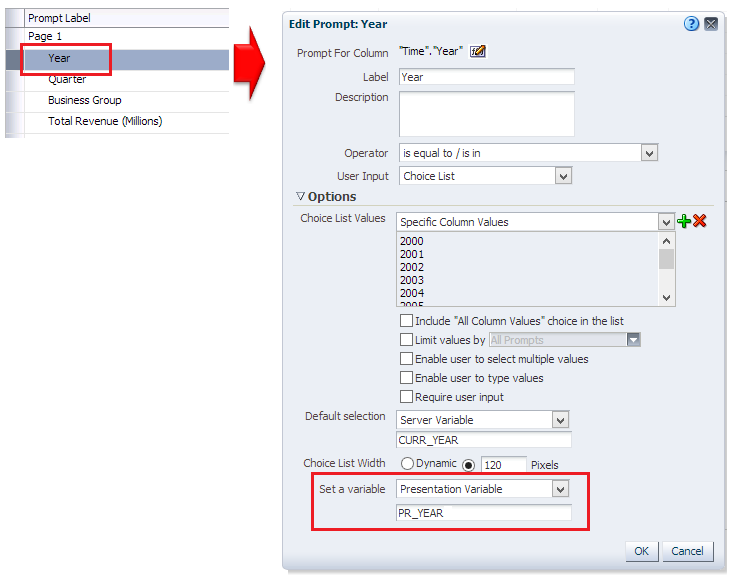 Prompt Label
Page 1
Year
Quarter
Business Group
Total Revenue (Millions)
Edit Prompt: Year
Prompt For Column "Time"."Year"
Label Year
Description
Operator is equal to / is in
User Input Choice List
Options
Choice List Values Specific Column Values
2000
2001
2002
2003
2004
2005
Include "All Column Values" choice in the list
Limit values by All Prompts
Enable user to select multiple values
Enable user to type values
Require user input
Default selection Server Variable
CURR_YEAR
Choice List Width Dynamic 120 Pixels
Set a variable Presentation Variable
PR_YEAR
OK Cancel